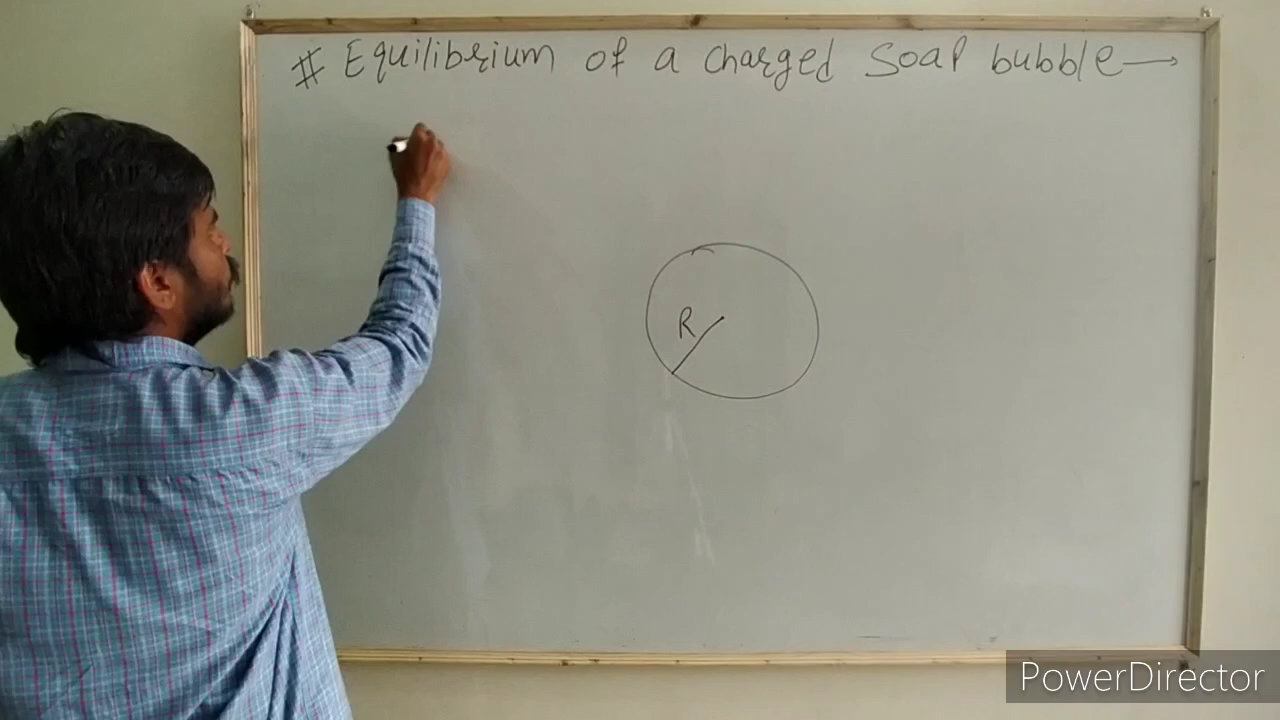 # Equilibrium of a charged soap bubble →
R
PowerDirector